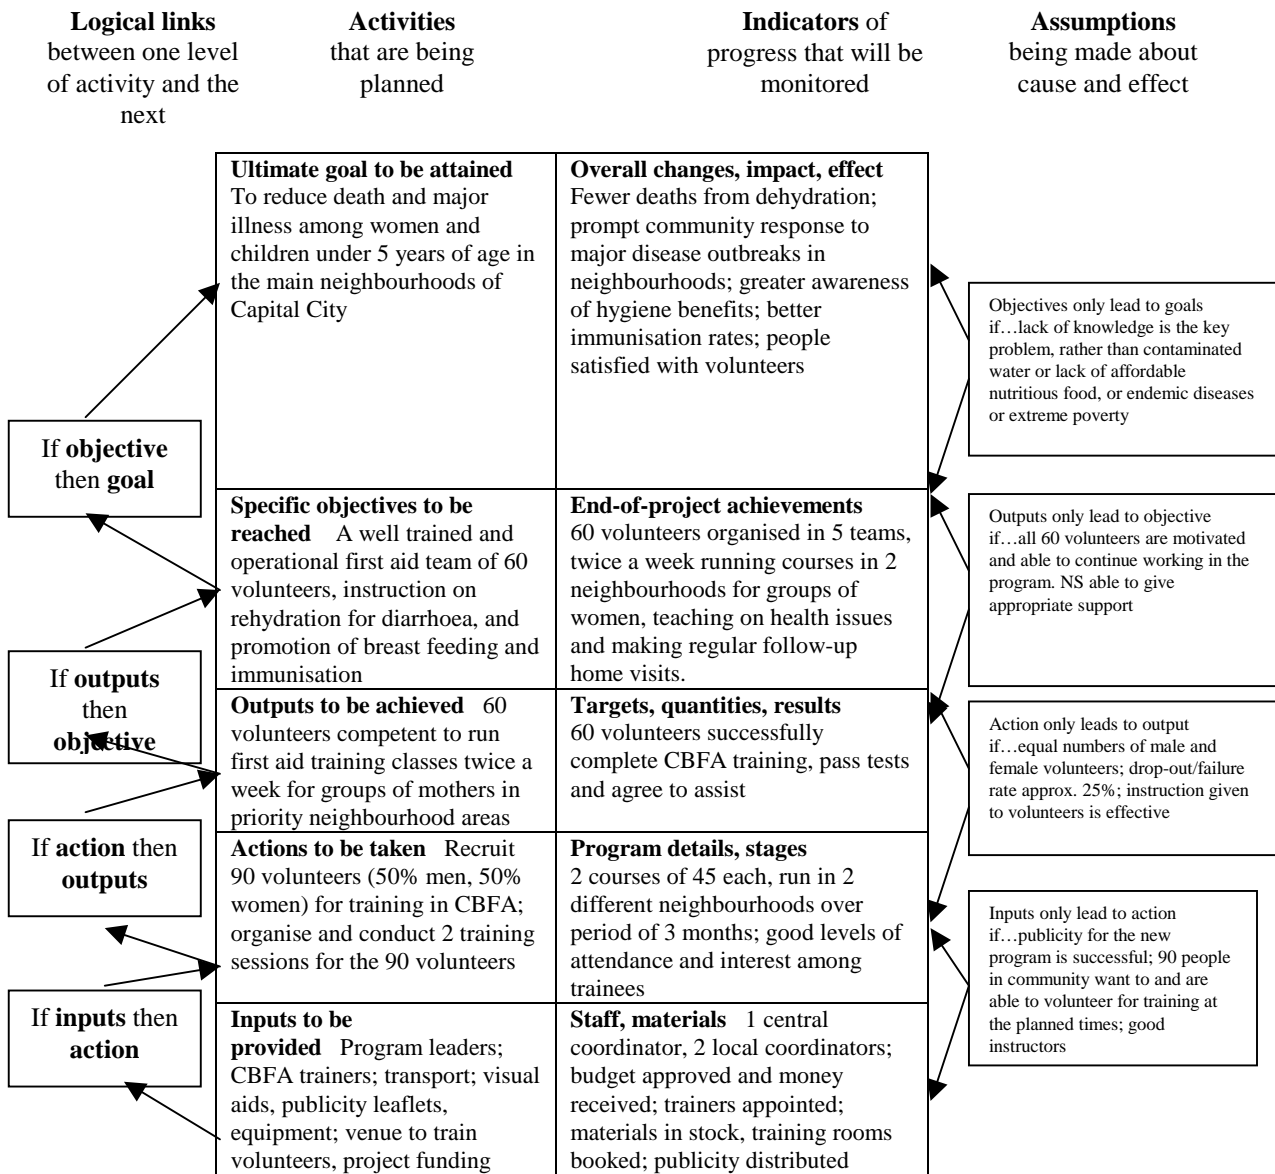 Logical links
between one level
of activity and the
next
Activities
that are being
planned
Indicators of
progress that will be
monitored
Assumptions
being made about
cause and effect
Ultimate goal to be attained
To reduce death and major
illness among women and
children under 5 years of age in
the main neighbourhoods of
Capital City
Overall changes, impact, effect
Fewer deaths from dehydration;
prompt community response to
major disease outbreaks in
neighbourhoods; greater awareness
of hygiene benefits; better
immunisation rates; people
satisfied with volunteers
Objectives only lead to goals
if…lack of knowledge is the key
problem, rather than contaminated
water or lack of affordable
nutritious food, or endemic diseases
or extreme poverty
If objective
then goal
Specific objectives to be
reached A well trained and
operational first aid team of 60
volunteers, instruction on
rehydration for diarrhoea, and
promotion of breast feeding and
immunisation
End-of-project achievements
60 volunteers organised in 5 teams,
twice a week running courses in 2
neighbourhoods for groups of
women, teaching on health issues
and making regular follow-up
home visits.
Outputs only lead to objective
if…all 60 volunteers are motivated
and able to continue working in the
program. NS able to give
appropriate support
If outputs
then
objective
Outputs to be achieved 60
volunteers competent to run
first aid training classes twice a
week for groups of mothers in
priority neighbourhood areas
Targets, quantities, results
60 volunteers successfully
complete CBFA training, pass tests
and agree to assist
Action only leads to output
if…equal numbers of male and
female volunteers; drop-out/failure
rate approx. 25%; instruction given
to volunteers is effective
If action then
outputs
Actions to be taken Recruit
90 volunteers (50% men, 50%
women) for training in CBFA;
organise and conduct 2 training
sessions for the 90 volunteers
Program details, stages
2 courses of 45 each, run in 2
different neighbourhoods over
period of 3 months; good levels of
attendance and interest among
trainees
Inputs only lead to action
if…publicity for the new
program is successful; 90 people
in community want to and are
able to volunteer for training at
the planned times; good
instructors
If inputs then
action
Inputs to be
provided Program leaders;
CBFA trainers; transport; visual
aids, publicity leaflets,
equipment; venue to train
volunteers, project funding
Staff, materials 1 central
coordinator, 2 local coordinators;
budget approved and money
received; trainers appointed;
materials in stock, training rooms
booked; publicity distributed